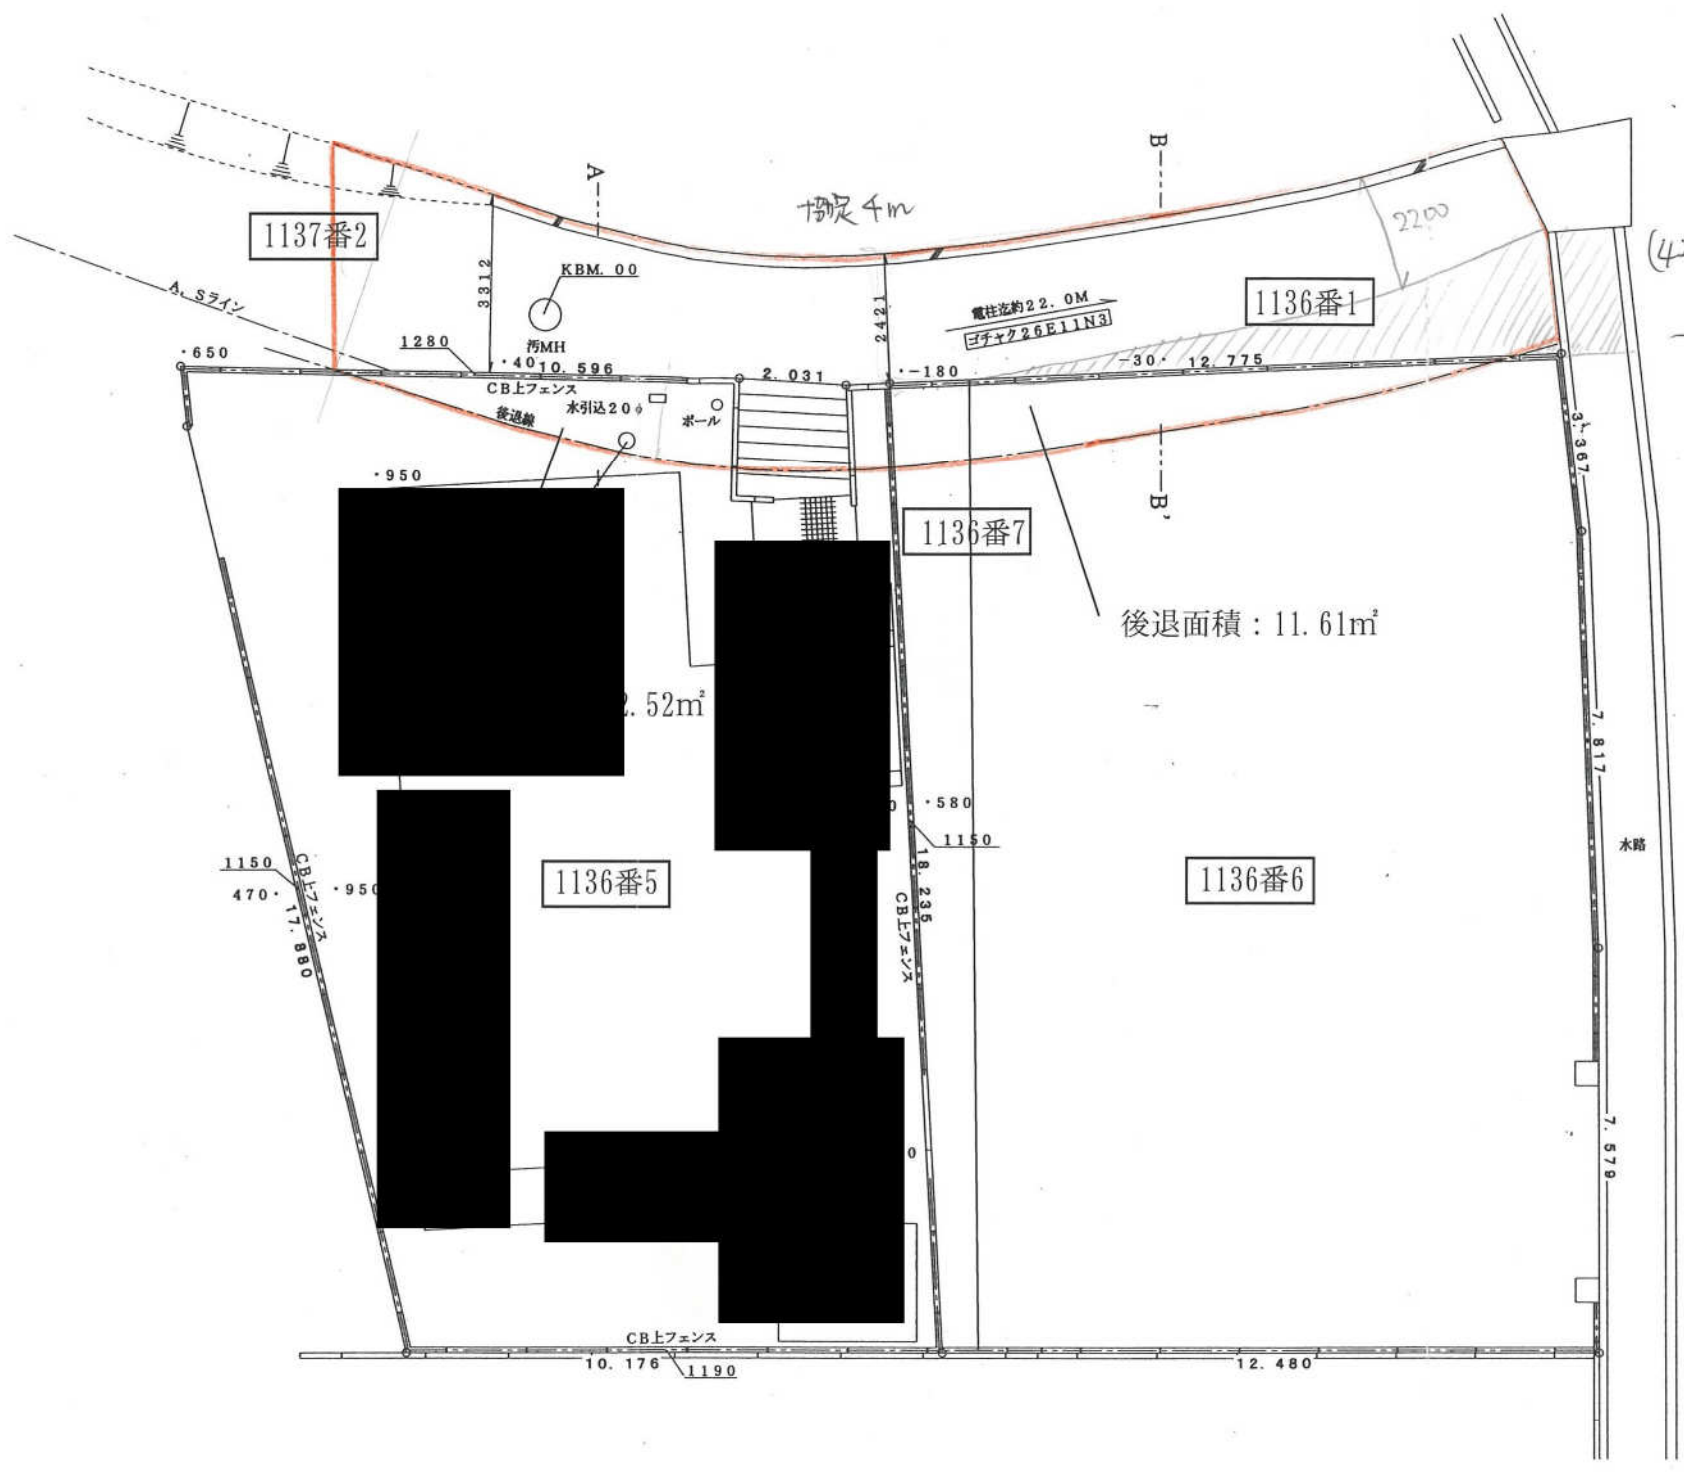 B
A
協定 4m
2200
1137番2
KBM. 00
3312
A. Sライン
2421
電柱迄約22. 0M
ゴチャク26E11N3
1136番1
汚MH
1280
・650
・40
10. 596
2. 031
・-180
-30・
12. 775
CB上フェンス
水引込20φ
ポール
後退線
・950
3. 367
B'
1136番7
後退面積：11. 61㎡
2. 52㎡
7. 817
・580
1150
水路
1150
CB上フェンス
470・
・950
17. 880
1136番5
18. 235
CB上フェンス
1136番6
0
7. 579
CB上フェンス
10. 176
1190
12. 480